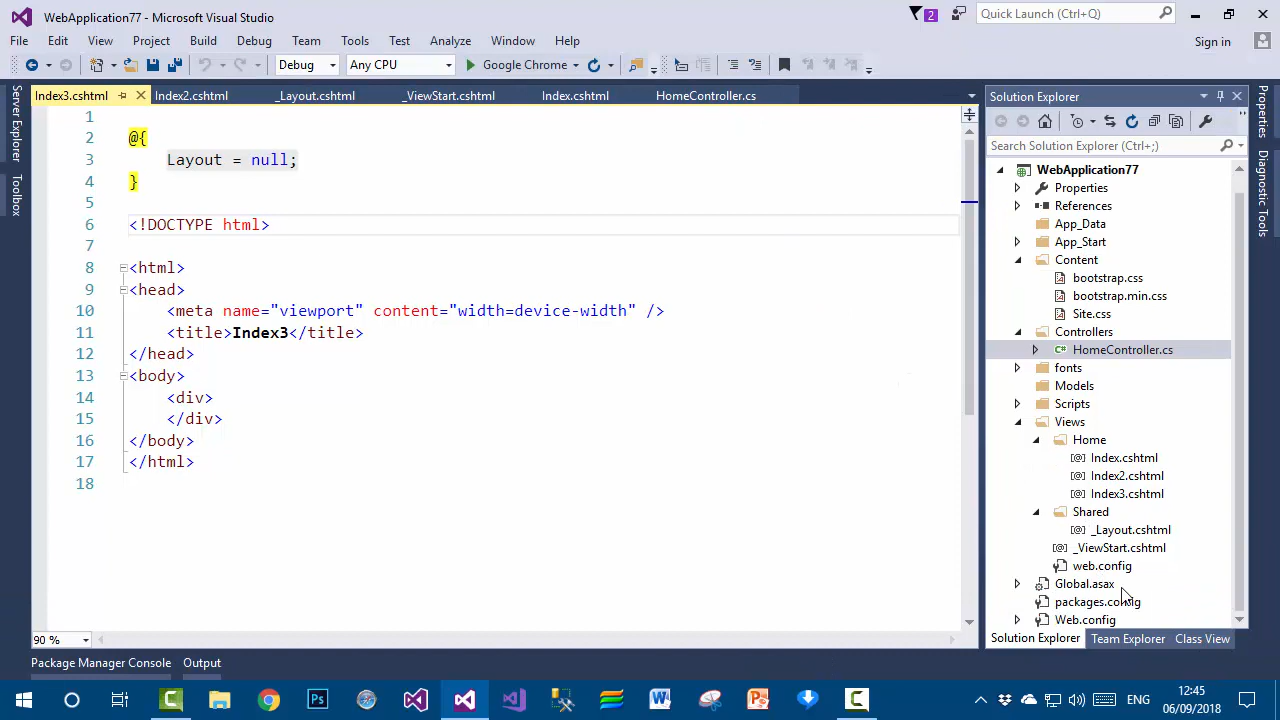 WebApplication77 - Microsoft Visual Studio
2
Quick Launch (Ctrl+Q)
File Edit View Project Build Debug Team Tools Test Analyze Window Help
Sign in
Debug Any CPU Google Chrome
Index3.cshtml Index2.cshtml _Layout.cshtml _ViewStart.cshtml Index.cshtml HomeController.cs
Server Explorer
Toolbox
1
2 @{
3 Layout = null;
4 }
5
6 <!DOCTYPE html>
7
8 <html>
9 <head>
10 <meta name="viewport" content="width=device-width" />
11 <title>Index3</title>
12 </head>
13 <body>
14 <div>
15 </div>
16 </body>
17 </html>
18
90 %
Package Manager Console Output
Solution Explorer
Search Solution Explorer (Ctrl+;)
WebApplication77
Properties
References
App_Data
App_Start
Content
bootstrap.css
bootstrap.min.css
Site.css
Controllers
C# HomeController.cs
fonts
Models
Scripts
Views
Home
[@] Index.cshtml
[@] Index2.cshtml
[@] Index3.cshtml
Shared
[@] _Layout.cshtml
[@] _ViewStart.cshtml
web.config
Global.asax
packages.config
Web.config
Solution Explorer Team Explorer Class View
Properties
Diagnostic Tools
Ps
ENG
12:45
06/09/2018